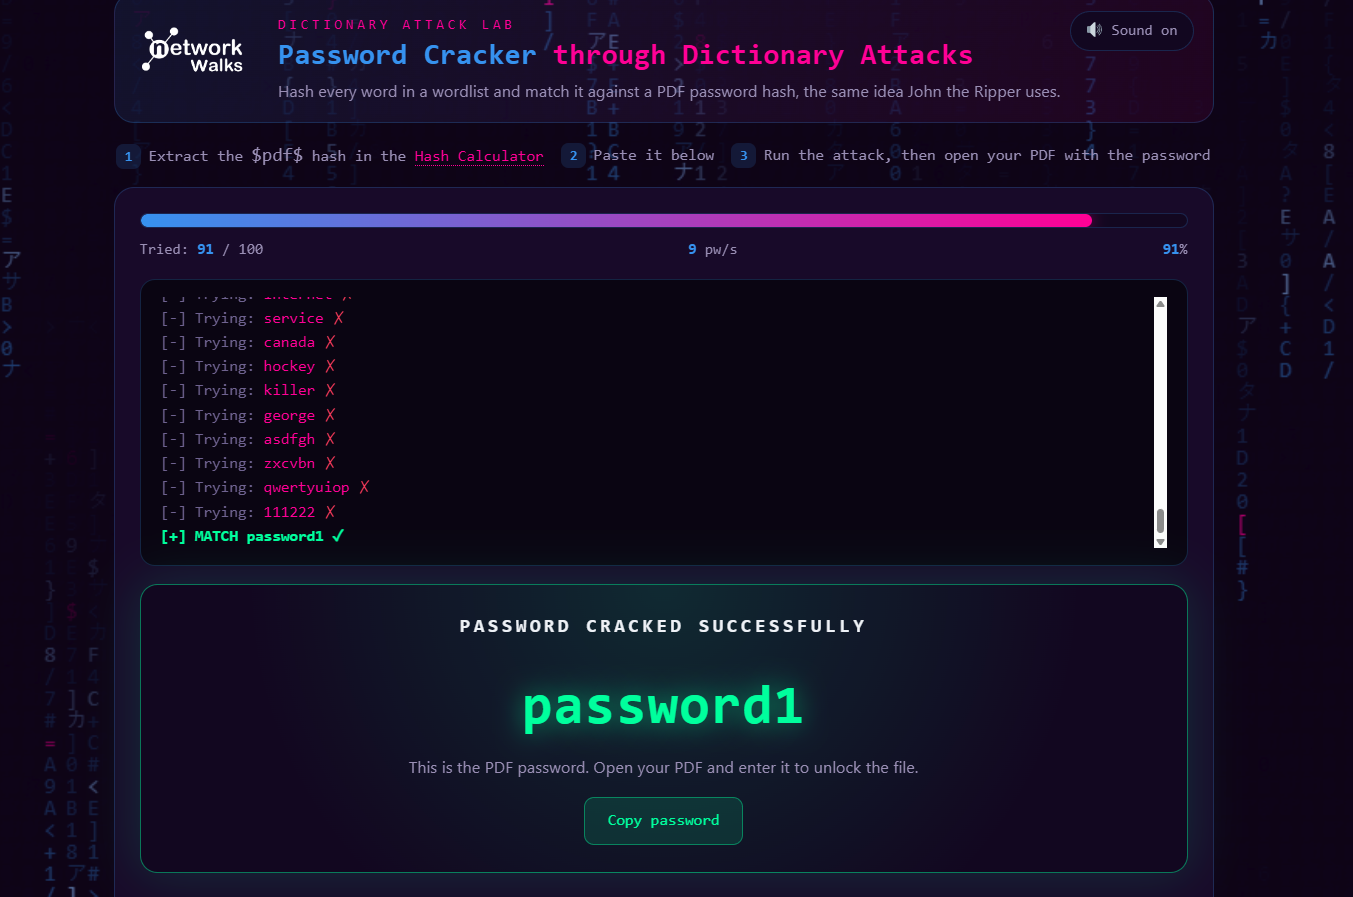 network
Walks
DICTIONARY ATTACK LAB
Password Cracker through Dictionary Attacks
Hash every word in a wordlist and match it against a PDF password hash, the same idea John the Ripper uses.
Sound on
1 Extract the $pdf$ hash in the Hash Calculator 2 Paste it below 3 Run the attack, then open your PDF with the password
Tried: 91 / 100 9 pw/s 91%
[-] Trying: internet ✗
[-] Trying: service ✗
[-] Trying: canada ✗
[-] Trying: hockey ✗
[-] Trying: killer ✗
[-] Trying: george ✗
[-] Trying: asdfgh ✗
[-] Trying: zxcvbn ✗
[-] Trying: qwertyuiop ✗
[-] Trying: 111222 ✗
[+] MATCH password1 ✓
PASSWORD CRACKED SUCCESSFULLY
password1
This is the PDF password. Open your PDF and enter it to unlock the file.
Copy password